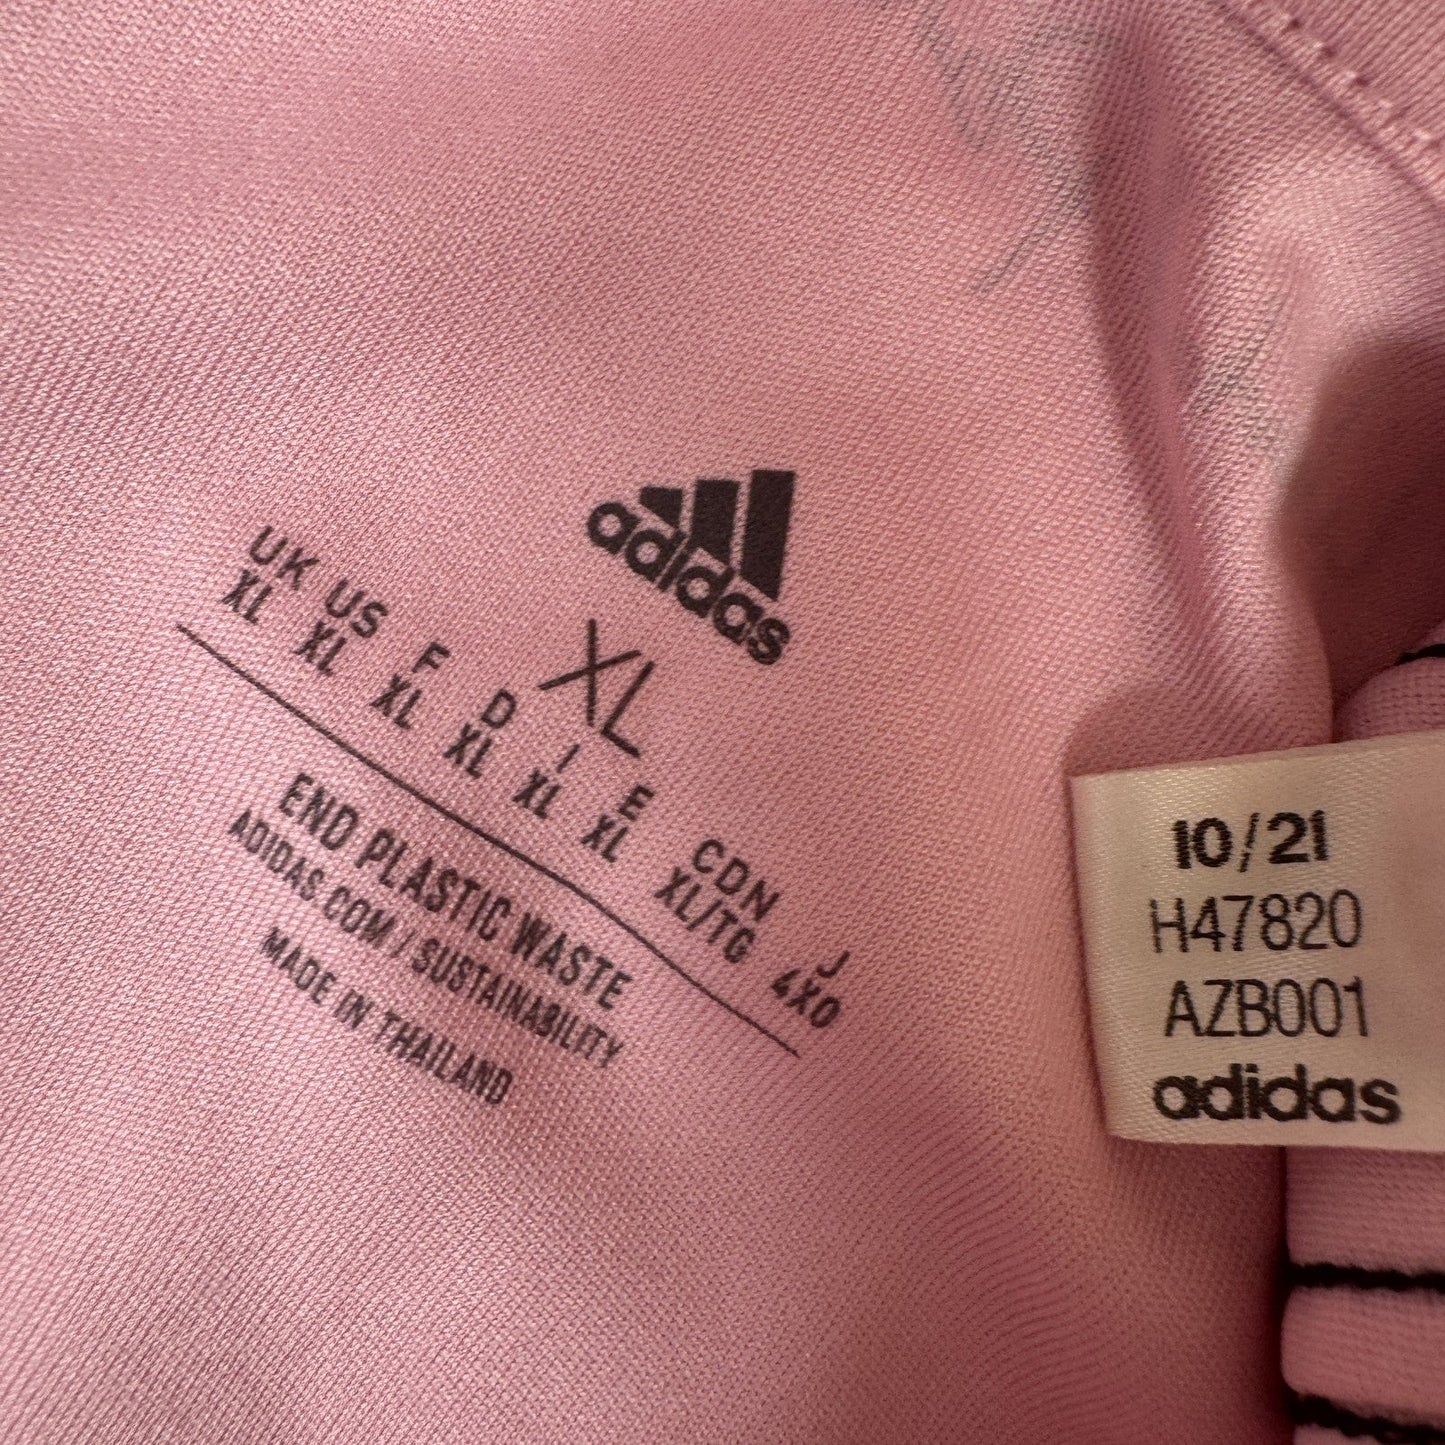 adidas
XL
UK US F D I E CDN J
XL XL XL XL XL XL XL/TG 4XO
END PLASTIC WASTE
ADIDAS.COM / SUSTAINABILITY
MADE IN THAILAND
10/21
H47820
AZB001
adidas